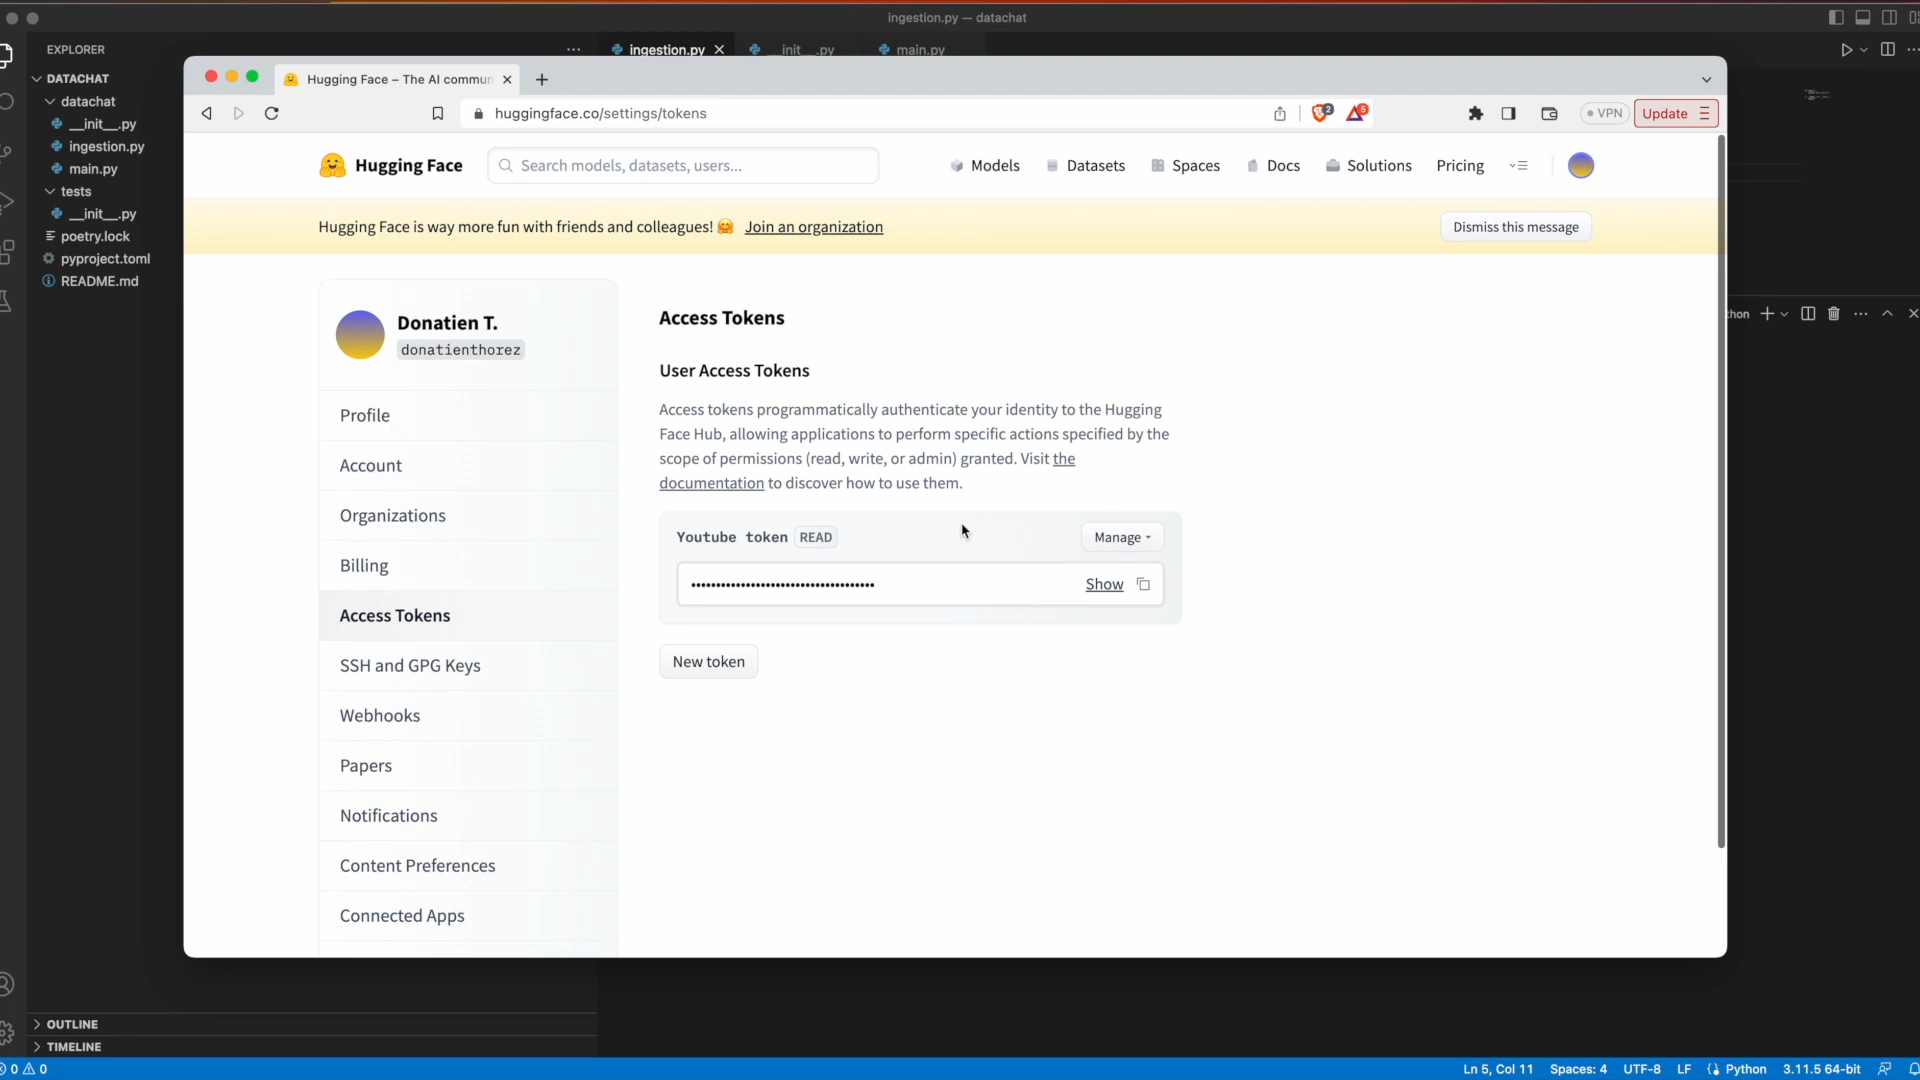 ingestion.py — datachat
EXPLORER
ingestion.py
__init__.py
main.py
DATACHAT
datachat
__init__.py
ingestion.py
main.py
tests
__init__.py
poetry.lock
pyproject.toml
README.md
OUTLINE
TIMELINE
Hugging Face – The AI commun
huggingface.co/settings/tokens
2
5
VPN
Update
Hugging Face
Search models, datasets, users...
Models
Datasets
Spaces
Docs
Solutions
Pricing
Hugging Face is way more fun with friends and colleagues! 🤗 Join an organization
Dismiss this message
Donatien T.
donatienthorez
Profile
Account
Organizations
Billing
Access Tokens
SSH and GPG Keys
Webhooks
Papers
Notifications
Content Preferences
Connected Apps
Access Tokens
User Access Tokens
Access tokens programmatically authenticate your identity to the Hugging
Face Hub, allowing applications to perform specific actions specified by the
scope of permissions (read, write, or admin) granted. Visit the
documentation to discover how to use them.
Youtube token READ
Manage
•••••••••••••••••••••••••••••••••••••
Show
New token
thon
0 0
Ln 5, Col 11
Spaces: 4
UTF-8
LF
Python
3.11.5 64-bit